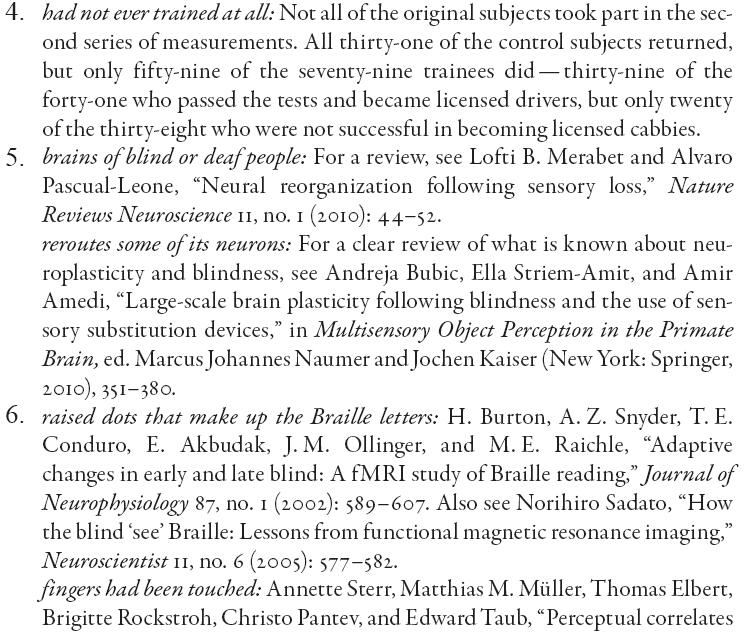 4. had not ever trained at all: Not all of the original subjects took part in the sec-
ond series of measurements. All thirty-one of the control subjects returned,
but only fifty-nine of the seventy-nine trainees did — thirty-nine of the
forty-one who passed the tests and became licensed drivers, but only twenty
of the thirty-eight who were not successful in becoming licensed cabbies.
5. brains of blind or deaf people: For a review, see Lofti B. Merabet and Alvaro
Pascual-Leone, “Neural reorganization following sensory loss,” Nature
Reviews Neuroscience 11, no. 1 (2010): 44–52.
reroutes some of its neurons: For a clear review of what is known about neu-
roplasticity and blindness, see Andreja Bubic, Ella Striem-Amit, and Amir
Amedi, “Large-scale brain plasticity following blindness and the use of sen-
sory substitution devices,” in Multisensory Object Perception in the Primate
Brain, ed. Marcus Johannes Naumer and Jochen Kaiser (New York: Springer,
2010), 351–380.
6. raised dots that make up the Braille letters: H. Burton, A. Z. Snyder, T. E.
Conduro, E. Akbudak, J. M. Ollinger, and M. E. Raichle, “Adaptive
changes in early and late blind: A fMRI study of Braille reading,” Journal of
Neurophysiology 87, no. 1 (2002): 589–607. Also see Norihiro Sadato, “How
the blind ‘see’ Braille: Lessons from functional magnetic resonance imaging,”
Neuroscientist 11, no. 6 (2005): 577–582.
fingers had been touched: Annette Sterr, Matthias M. Müller, Thomas Elbert,
Brigitte Rockstroh, Christo Pantev, and Edward Taub, “Perceptual correlates